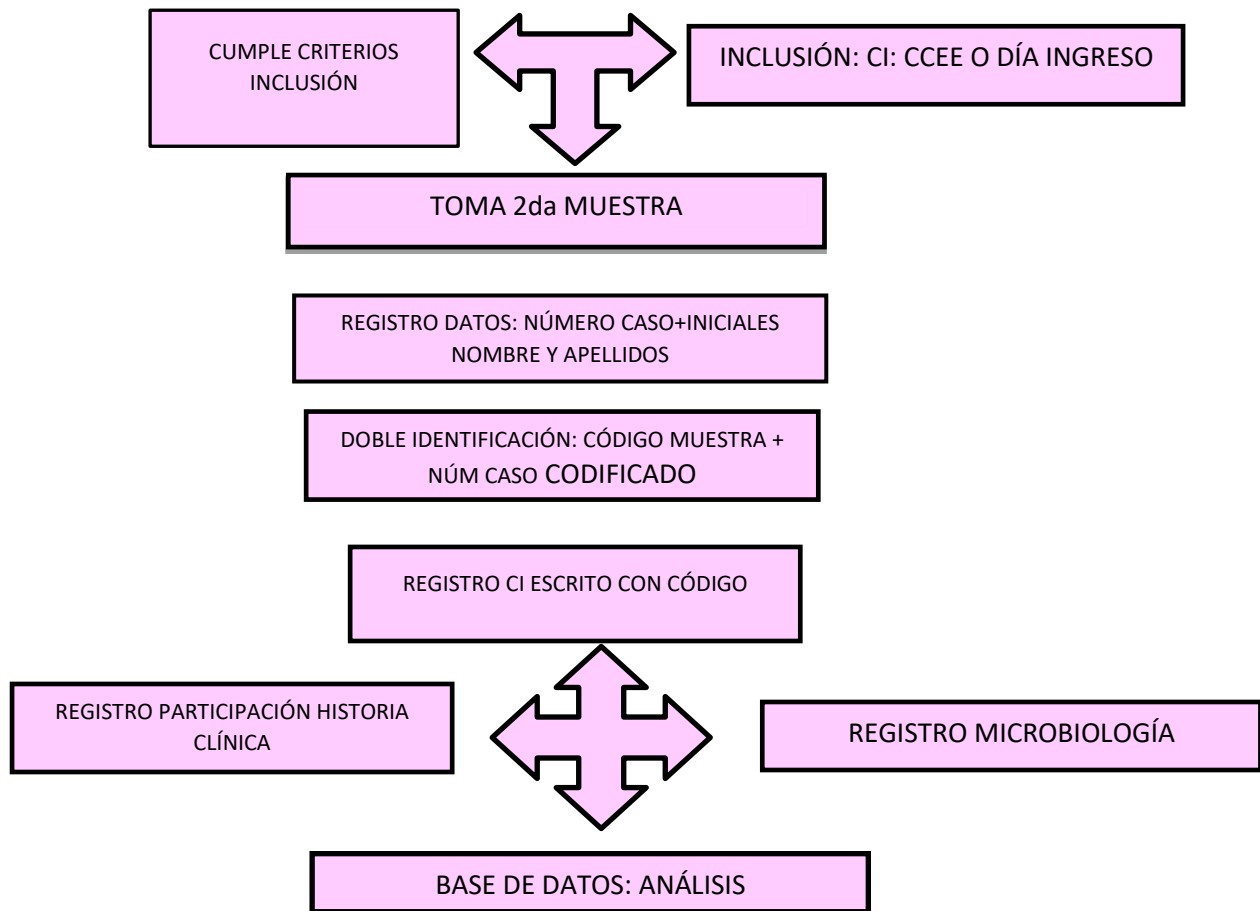 CUMPLE CRITERIOS
INCLUSIÓN
INCLUSIÓN: CI: CCEE O DÍA INGRESO
TOMA 2da MUESTRA
REGISTRO DATOS: NÚMERO CASO+INICIALES
NOMBRE Y APELLIDOS
DOBLE IDENTIFICACIÓN: CÓDIGO MUESTRA +
NÚM CASO CODIFICADO
REGISTRO CI ESCRITO CON CÓDIGO
REGISTRO PARTICIPACIÓN HISTORIA
CLÍNICA
REGISTRO MICROBIOLOGÍA
BASE DE DATOS: ANÁLISIS